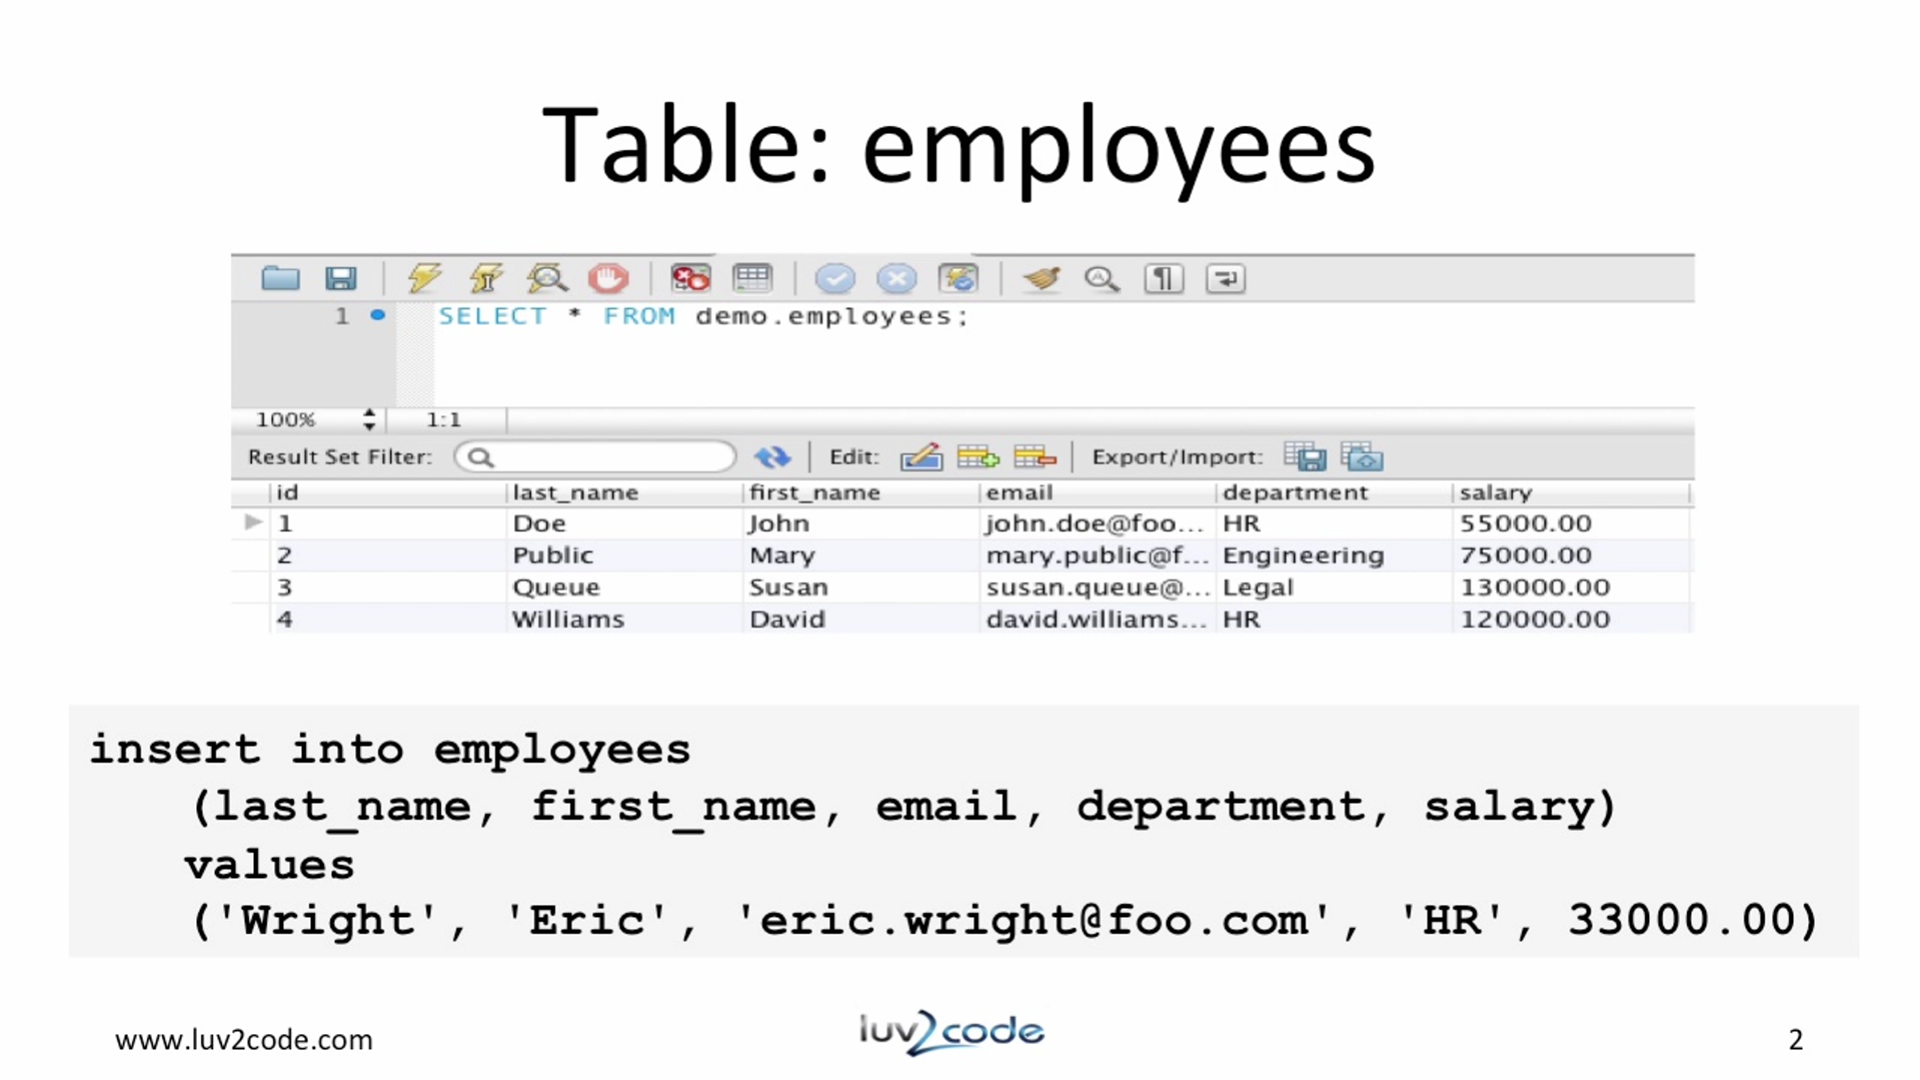 Table: employees
1 SELECT * FROM demo.employees;
100% 1:1
Result Set Filter: Edit: Export/Import:
id last_name first_name email department salary
1 Doe John john.doe@foo... HR 55000.00
2 Public Mary mary.public@f... Engineering 75000.00
3 Queue Susan susan.queue@... Legal 130000.00
4 Williams David david.williams... HR 120000.00
insert into employees
(last_name, first_name, email, department, salary)
values
('Wright', 'Eric', 'eric.wright@foo.com', 'HR', 33000.00)
www.luv2code.com luv2code 2